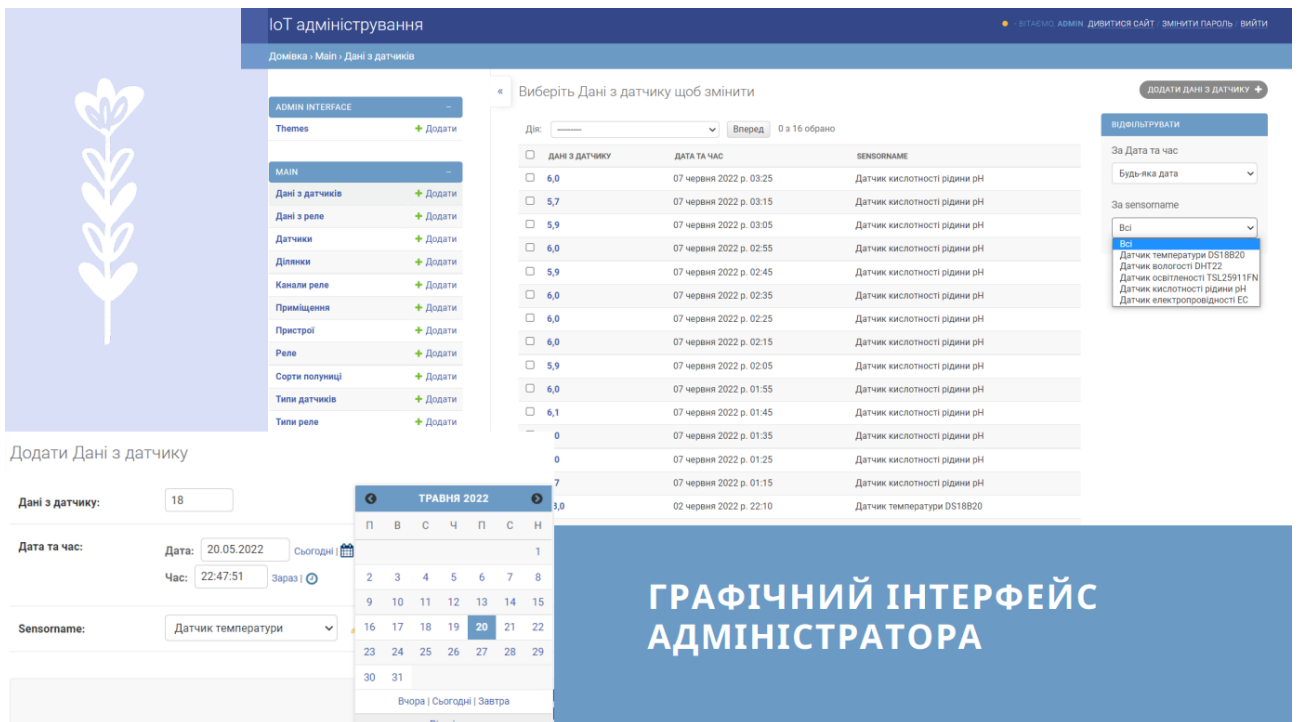 IoT адміністрування
- ВІТАЄМО, ADMIN. ДИВИТИСЯ САЙТ / ЗМІНИТИ ПАРОЛЬ / ВИЙТИ
Домівка › Main › Дані з датчиків
ADMIN INTERFACE −
Themes + Додати
MAIN −
Дані з датчиків + Додати
Дані з реле + Додати
Датчики + Додати
Ділянки + Додати
Канали реле + Додати
Приміщення + Додати
Пристрої + Додати
Реле + Додати
Сорти полуниці + Додати
Типи датчиків + Додати
Типи реле + Додати
«
Виберіть Дані з датчику щоб змінити
ДОДАТИ ДАНІ З ДАТЧИКУ +
Дія: --------- Вперед 0 з 16 обрано
ДАНІ З ДАТЧИКУ ДАТА ТА ЧАС SENSORNAME
6,0 07 червня 2022 р. 03:25 Датчик кислотності рідини pH
5,7 07 червня 2022 р. 03:15 Датчик кислотності рідини pH
5,9 07 червня 2022 р. 03:05 Датчик кислотності рідини pH
6,0 07 червня 2022 р. 02:55 Датчик кислотності рідини pH
5,9 07 червня 2022 р. 02:45 Датчик кислотності рідини pH
6,0 07 червня 2022 р. 02:35 Датчик кислотності рідини pH
6,0 07 червня 2022 р. 02:25 Датчик кислотності рідини pH
6,0 07 червня 2022 р. 02:15 Датчик кислотності рідини pH
5,9 07 червня 2022 р. 02:05 Датчик кислотності рідини pH
6,0 07 червня 2022 р. 01:55 Датчик кислотності рідини pH
6,1 07 червня 2022 р. 01:45 Датчик кислотності рідини pH
0 07 червня 2022 р. 01:35 Датчик кислотності рідини pH
0 07 червня 2022 р. 01:25 Датчик кислотності рідини pH
7 07 червня 2022 р. 01:15 Датчик кислотності рідини pH
3,0 02 червня 2022 р. 22:10 Датчик температури DS18B20
ВІДФІЛЬТРУВАТИ
За Дата та час
Будь-яка дата
За sensorname
Всі
Всі
Датчик температури DS18B20
Датчик вологості DHT22
Датчик освітленості TSL25911FN
Датчик кислотності рідини pH
Датчик електропровідності EC
Додати Дані з датчику
Дані з датчику: 18
Дата та час: Дата: 20.05.2022 Сьогодні |
Час: 22:47:51 Зараз |
Sensorname: Датчик температури
ТРАВНЯ 2022
П В С Ч П С Н
1
2 3 4 5 6 7 8
9 10 11 12 13 14 15
16 17 18 19 20 21 22
23 24 25 26 27 28 29
30 31
Вчора | Сьогодні | Завтра
ГРАФІЧНИЙ ІНТЕРФЕЙС
АДМІНІСТРАТОРА